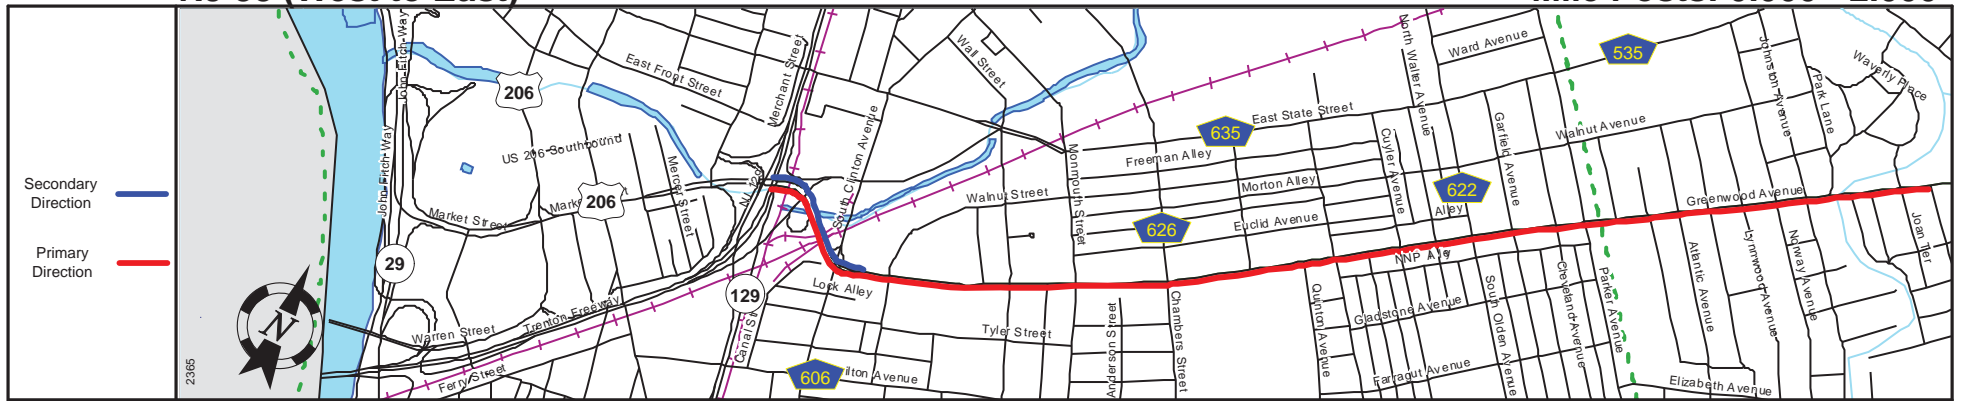 Secondary
Direction
Primary
Direction
2365
N
John Fitch Way
John Fitch Way
29
206
US 206 Southbound
206
East Front Street
Merchant Street
Mercer Street
Market Street
Warren Street
Trenton Freeway
Ferry Street
129
Canal St
South Clinton Avenue
Lock Alley
606
ilton Avenue
Wall Street
Walnut Street
Monmouth Street
Tyler Street
Anderson Street
Chambers Street
635
East State Street
Freeman Alley
Morton Alley
626
Euclid Avenue
Cuyler Avenue
North Walter Avenue
Ward Avenue
535
622
Alley
Garfield Avenue
Walnut Avenue
Johnston Avenue
Park Lane
Waverly Place
Greenwood Avenue
Quinton Avenue
Gladstone Avenue
Farragut Avenue
South Olden Avenue
Cleveland Avenue
Parker Avenue
Atlantic Avenue
Lynnwood Avenue
Norway Avenue
Joan Ter
Elizabeth Avenue